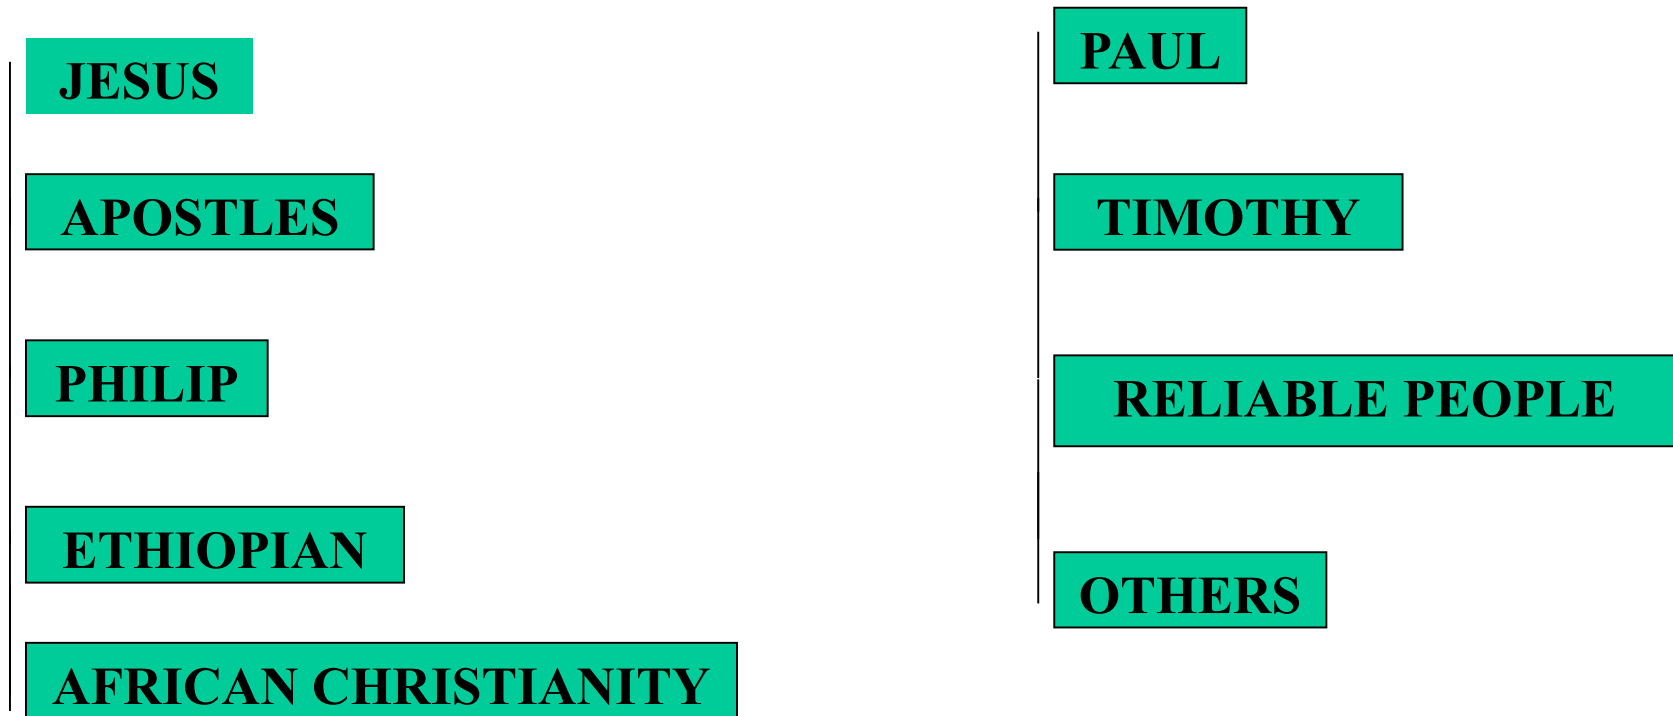 JESUS
APOSTLES
PHILIP
ETHIOPIAN
AFRICAN CHRISTIANITY
PAUL
TIMOTHY
RELIABLE PEOPLE
OTHERS